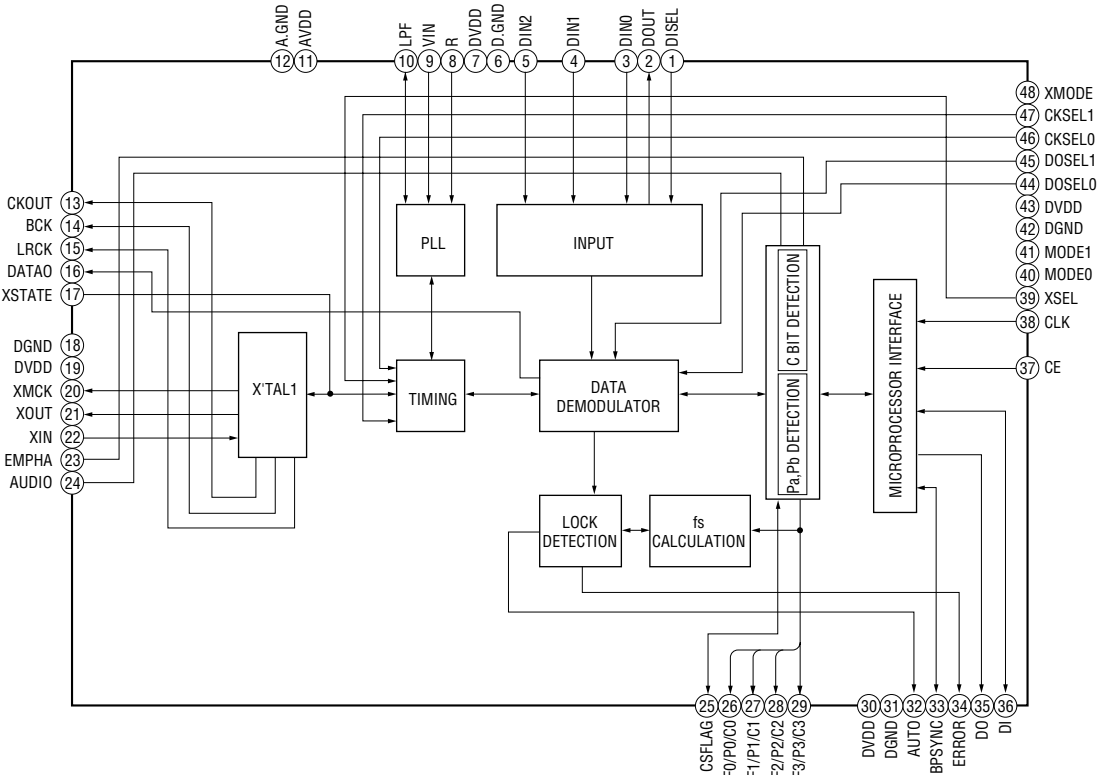 A.GND
AVDD
LPF
VIN
R
DVDD
D.GND
DIN2
DIN1
DIN0
DOUT
DISEL
12
11
10
9
8
7
6
5
4
3
2
1
48 XMODE
47 CKSEL1
46 CKSEL0
45 DOSEL1
44 DOSEL0
43 DVDD
42 DGND
41 MODE1
40 MODE0
39 XSEL
38 CLK
37 CE
CKOUT 13
BCK 14
LRCK 15
DATAO 16
XSTATE 17
DGND 18
DVDD 19
XMCK 20
XOUT 21
XIN 22
EMPHA 23
AUDIO 24
PLL
INPUT
X'TAL1
TIMING
DATA
DEMODULATOR
C BIT DETECTION
Pa,Pb DETECTION
MICROPROCESSOR INTERFACE
LOCK
DETECTION
fs
CALCULATION
25
26
27
28
29
30
31
32
33
34
35
36
CSFLAG
F0/P0/C0
F1/P1/C1
F2/P2/C2
F3/P3/C3
DVDD
DGND
AUTO
BPSYNC
ERROR
DO
DI